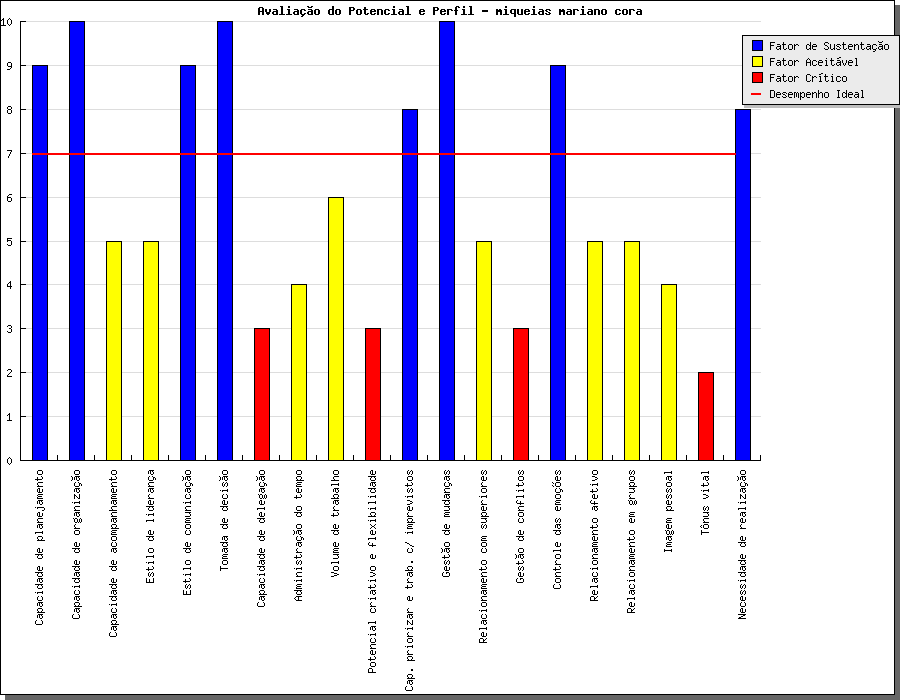 Avaliação do Potencial e Perfil - miqueias mariano cora
Fator de Sustentação
Fator Aceitável
Fator Crítico
Desempenho Ideal
10
9
8
7
6
5
4
3
2
1
0
Capacidade de planejamento
Capacidade de organização
Capacidade de acompanhamento
Estilo de liderança
Estilo de comunicação
Tomada de decisão
Capacidade de delegação
Administração do tempo
Volume de trabalho
Potencial criativo e flexibilidade
Cap. priorizar e trab. c/ imprevistos
Gestão de mudanças
Relacionamento com superiores
Gestão de conflitos
Controle das emoções
Relacionamento afetivo
Relacionamento em grupos
Imagem pessoal
Tônus vital
Necessidade de realização